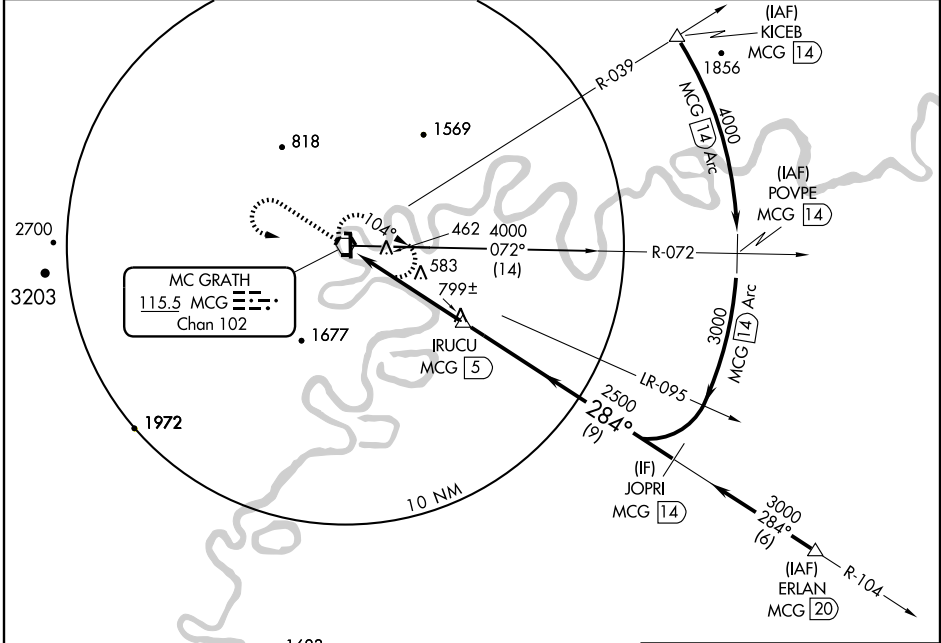 (IAF)
KICEB
MCG 14
1856
R-039
MCG 14 Arc
4000
1569
818
(IAF)
POVPE
MCG 14
104°
462
4000
072°
(14)
R-072
2700
3203
583
799±
MC GRATH
115.5 MCG
Chan 102
1677
IRUCU
MCG 5
3000
MCG 14 Arc
LR-095
2500
284°
(9)
1972
10 NM
(IF)
JOPRI
MCG 14
3000
284°
(6)
(IAF)
ERLAN
MCG 20
R-104